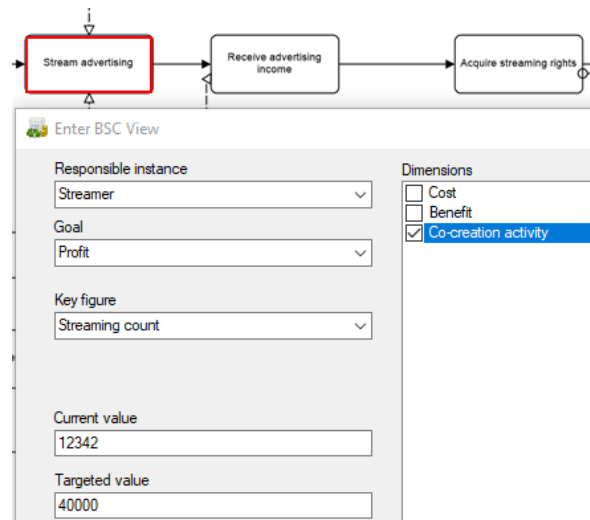 Stream advertising
Receive advertising
income
Acquire streaming rights
Enter BSC View
Responsible instance
Streamer
Goal
Profit
Key figure
Streaming count
Current value
12342
Targeted value
40000
Dimensions
Cost
Benefit
Co-creation activity